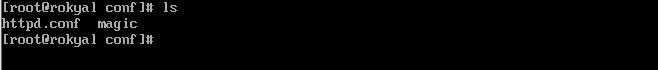 [root@rokyal conf]# ls
httpd.conf  magic
[root@rokyal conf]#